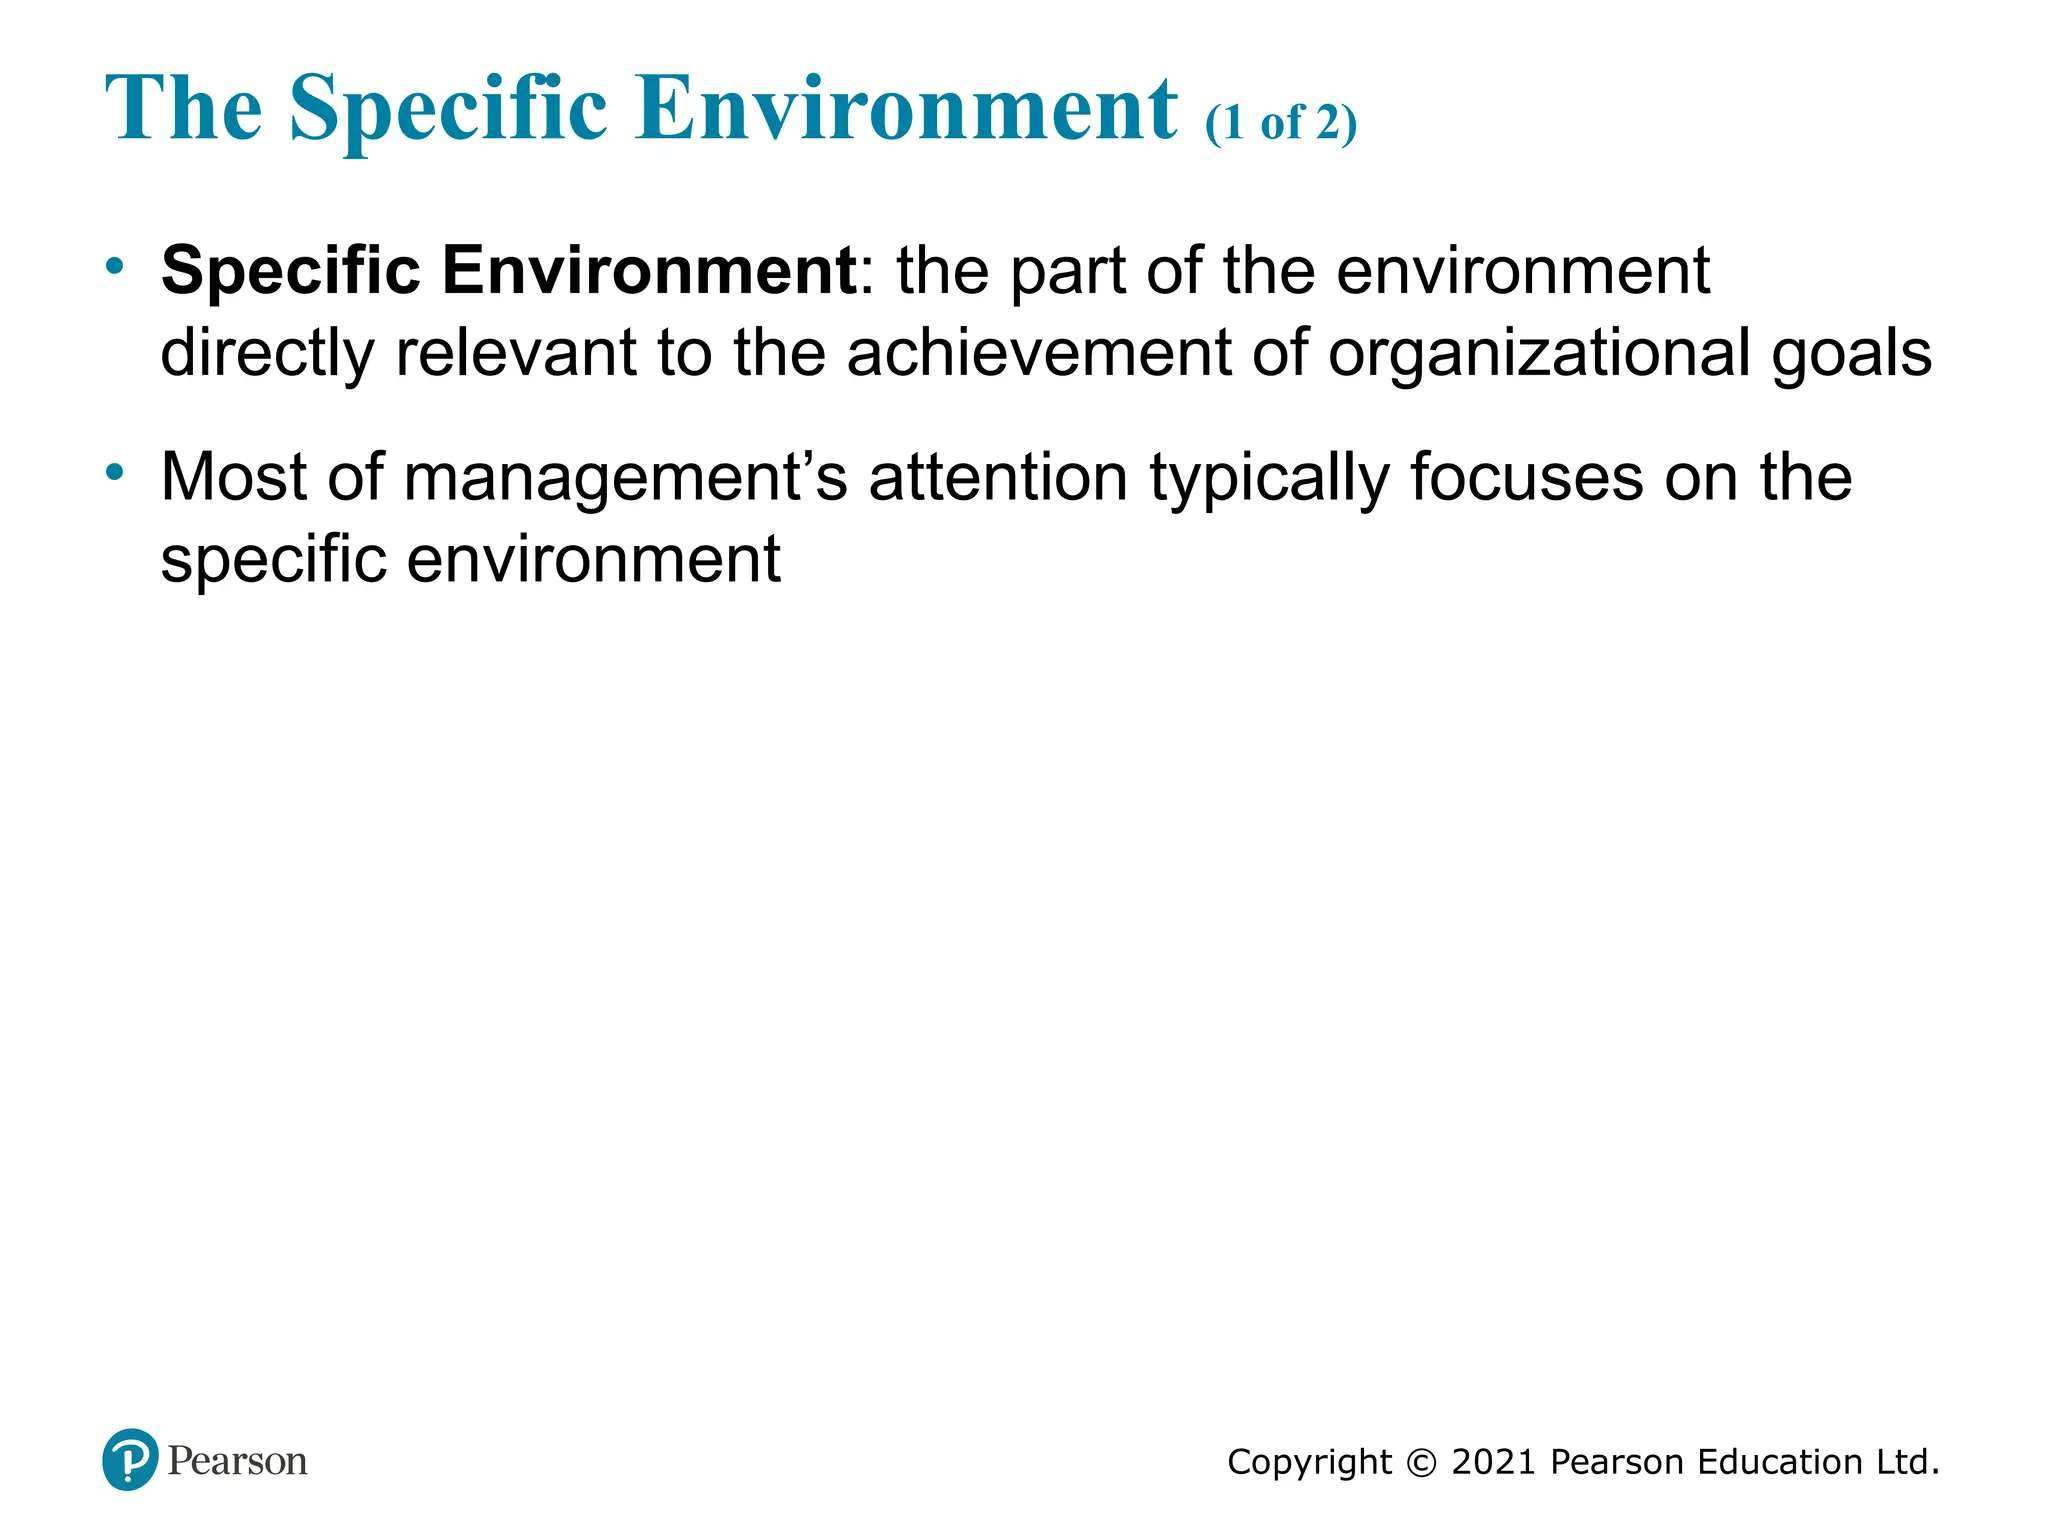 The Specific Environment (1 of 2)
• Specific Environment: the part of the environment
directly relevant to the achievement of organizational goals
• Most of management’s attention typically focuses on the
specific environment
Pearson
Copyright © 2021 Pearson Education Ltd.